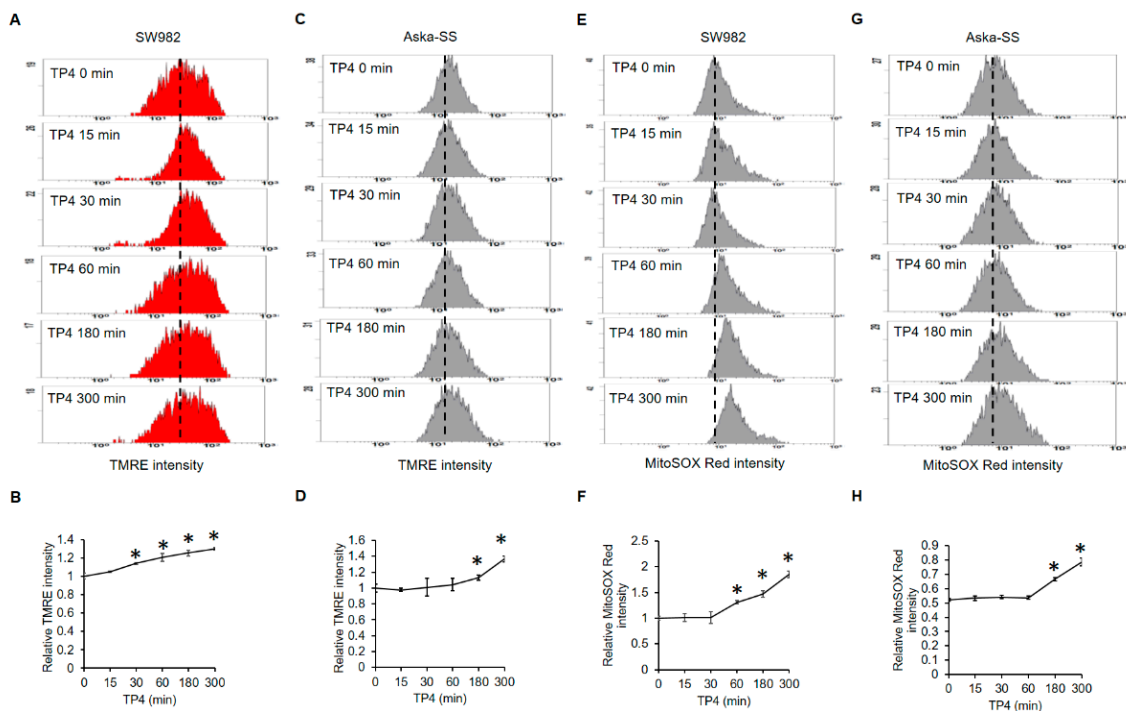 A
SW982
TP4 0 min
TP4 15 min
TP4 30 min
TP4 60 min
TP4 180 min
TP4 300 min
TMRE intensity
C
Aska-SS
TP4 0 min
TP4 15 min
TP4 30 min
TP4 60 min
TP4 180 min
TP4 300 min
TMRE intensity
E
SW982
TP4 0 min
TP4 15 min
TP4 30 min
TP4 60 min
TP4 180 min
TP4 300 min
MitoSOX Red intensity
G
Aska-SS
TP4 0 min
TP4 15 min
TP4 30 min
TP4 60 min
TP4 180 min
TP4 300 min
MitoSOX Red intensity
B
Relative TMRE intensity
1.4
1.2
1
0.8
0.6
0.4
0.2
0
* * * *
0 15 30 60 180 300
TP4 (min)
D
Relative TMRE intensity
1.6
1.4
1.2
1
0.8
0.6
0.4
0.2
0
* *
0 15 30 60 180 300
TP4 (min)
F
Relative MitoSOX Red
intensity
2.5
2
1.5
1
0.5
0
* * *
0 15 30 60 180 300
TP4 (min)
H
Relative MitoSOX Red
intensity
0.9
0.8
0.7
0.6
0.5
0.4
0.3
0.2
0.1
0
* *
0 15 30 60 180 300
TP4 (min)